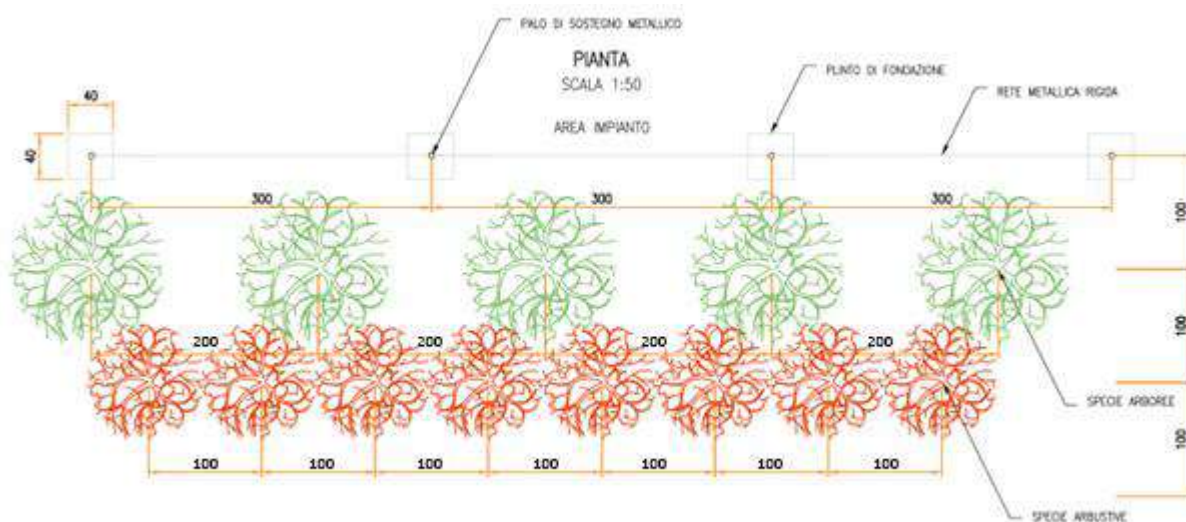 PALO DI SOSTEGNO METALLICO
PIANTA
SCALA 1:50
PLINTO DI FONDAZIONE
RETE METALLICA RIGIDA
AREA IMPIANTO
40
40
300
300
300
100
200
200
200
200
100
SPECIE ARBOREE
100
100
100
100
100
100
100
100
SPECIE ARBUSTIVE